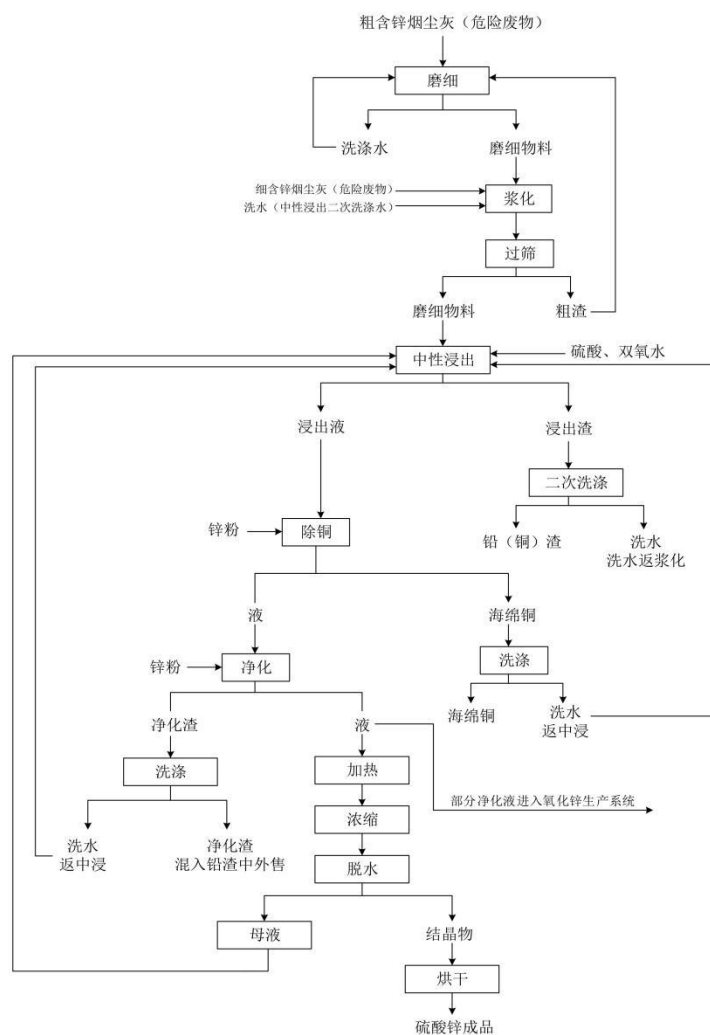 粗含锌烟尘灰（危险废物）
磨细
洗涤水
磨细物料
细含锌烟尘灰（危险废物）
洗水（中性浸出二次洗涤水）
浆化
过筛
磨细物料
粗渣
中性浸出
硫酸、双氧水
浸出液
浸出渣
二次洗涤
锌粉
除铜
铅（铜）渣
洗水
洗水返浆化
液
海绵铜
锌粉
净化
洗涤
净化渣
液
海绵铜
洗水
返中浸
洗涤
加热
部分净化液进入氧化锌生产系统
浓缩
洗水
返中浸
净化渣
混入铅渣中外售
脱水
母液
结晶物
烘干
硫酸锌成品